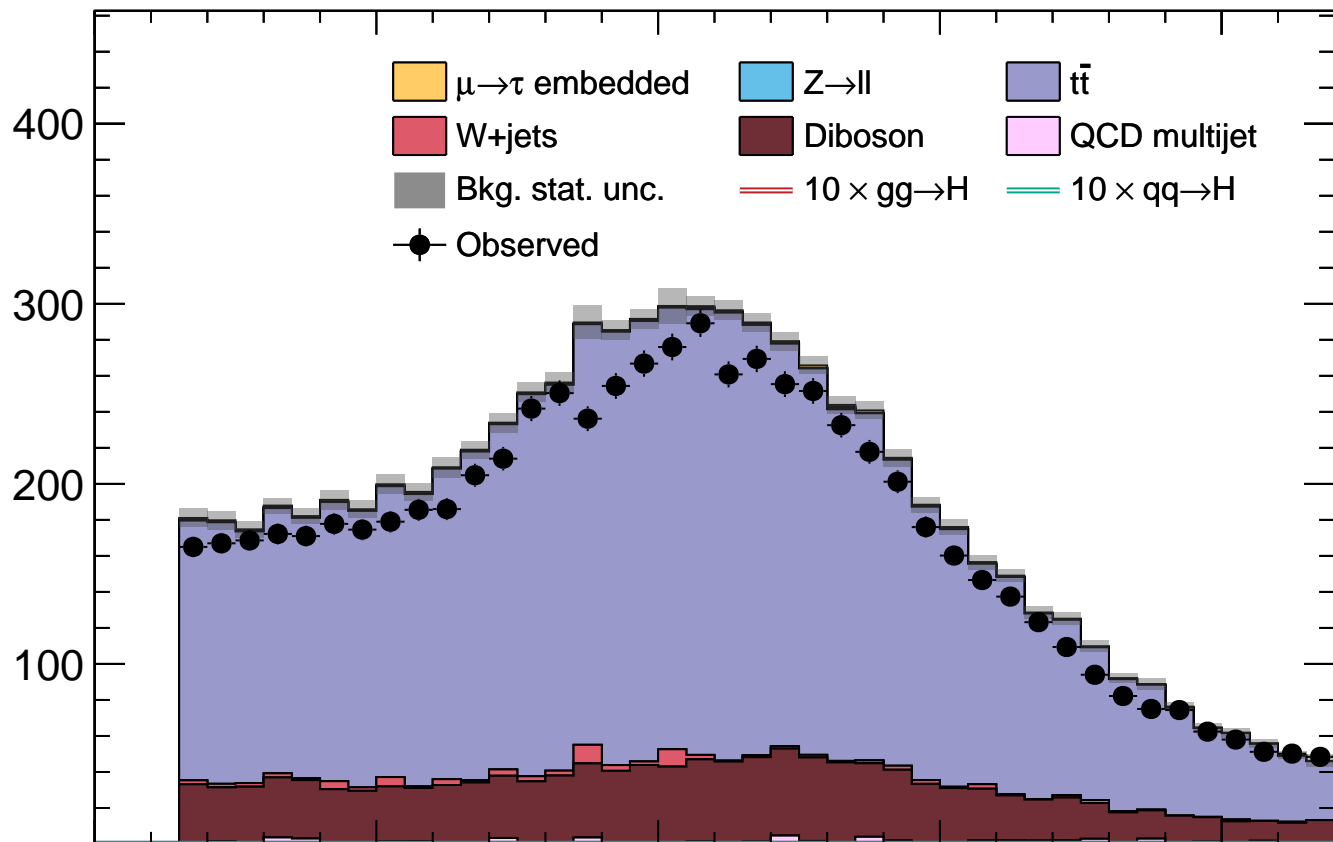 μ→τ embedded Z→ll tt̄
400
W+jets Diboson QCD multijet
Bkg. stat. unc. 10 × gg→H 10 × qq→H
Observed
300
200
100